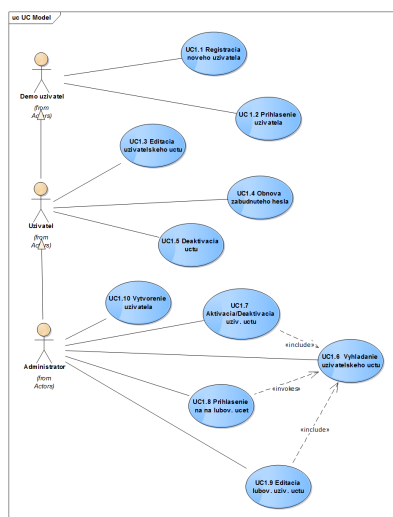 uc UC Model
UC1.1 Registracia
noveho uzivatela
Demo uzivatel
(from
Actors)
UC1.2 Prihlasenie
uzivatela
UC1.3 Editacia
uzivatelskeho uctu
UC1.4 Obnova
zabudnuteho hesla
Uzivatel
(from
Actors)
UC1.5 Deaktivacia
uctu
UC1.10 Vytvorenie
uzivatela
UC1.7
Aktivacia/Deaktivacia
uziv. uctu
«include»
UC1.6 Vyhladanie
uzivatelskeho uctu
Administrator
(from
Actors)
«invokes»
UC1.8 Prihlasenie
na na lubov. ucet
«include»
UC1.9 Editacia
lubov. uziv. uctu